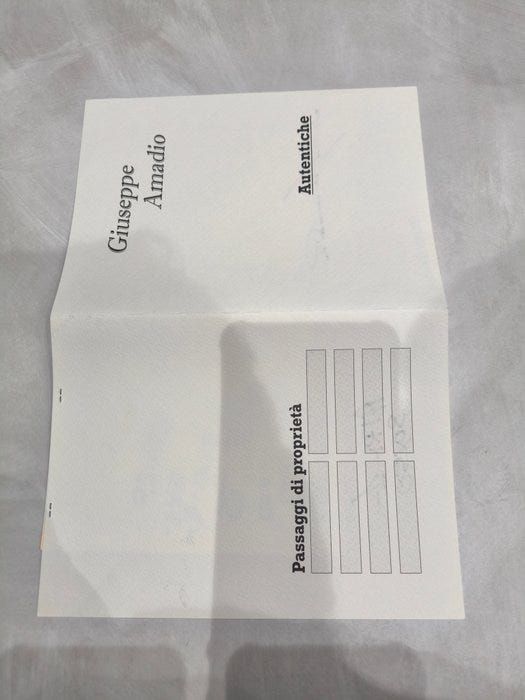 Giuseppe
Amadio
Autentiche
Passaggi di proprietà